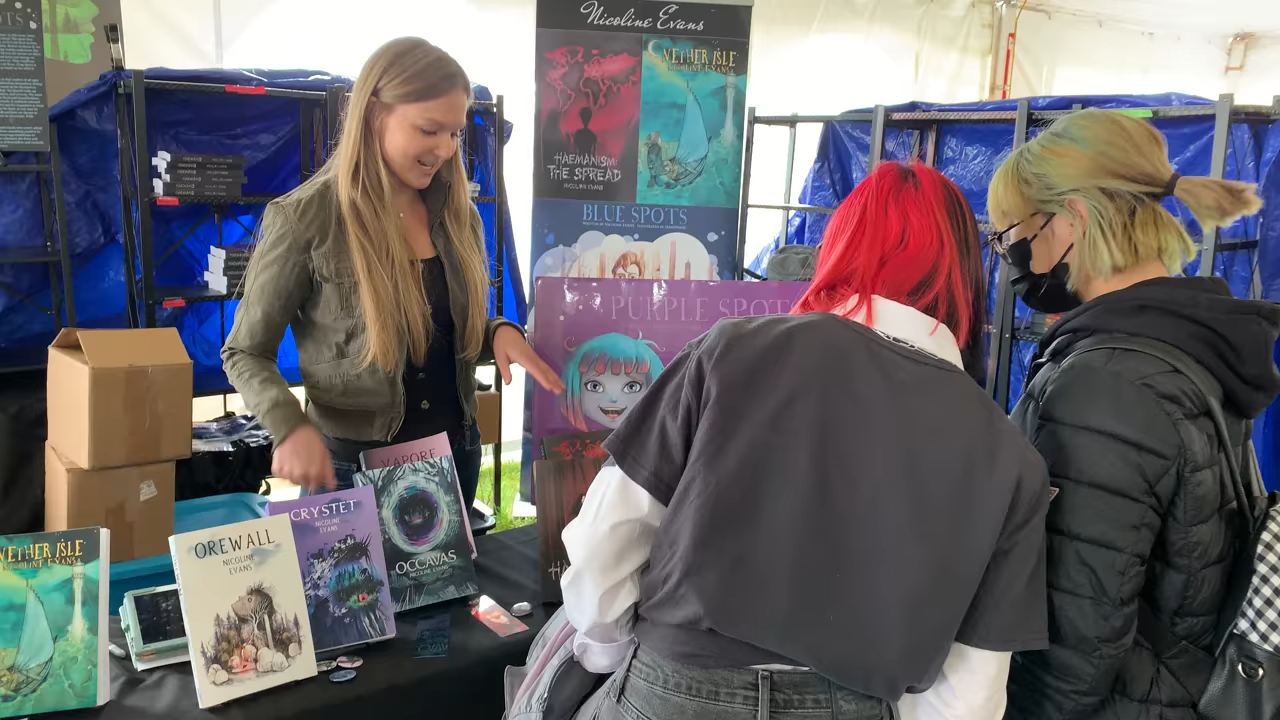 Nicoline Evans
NETHER ISLE
NICOLINE EVANS
HAEMANISM:
THE SPREAD
NICOLINE EVANS
BLUE SPOTS
PURPLE SPOT
VAPORE
CRYSTET
NICOLINE
EVANS
OCCAVAS
NICOLINE EVANS
OREWALL
NICOLINE
EVANS
NETHER ISLE
NICOLINE EVANS